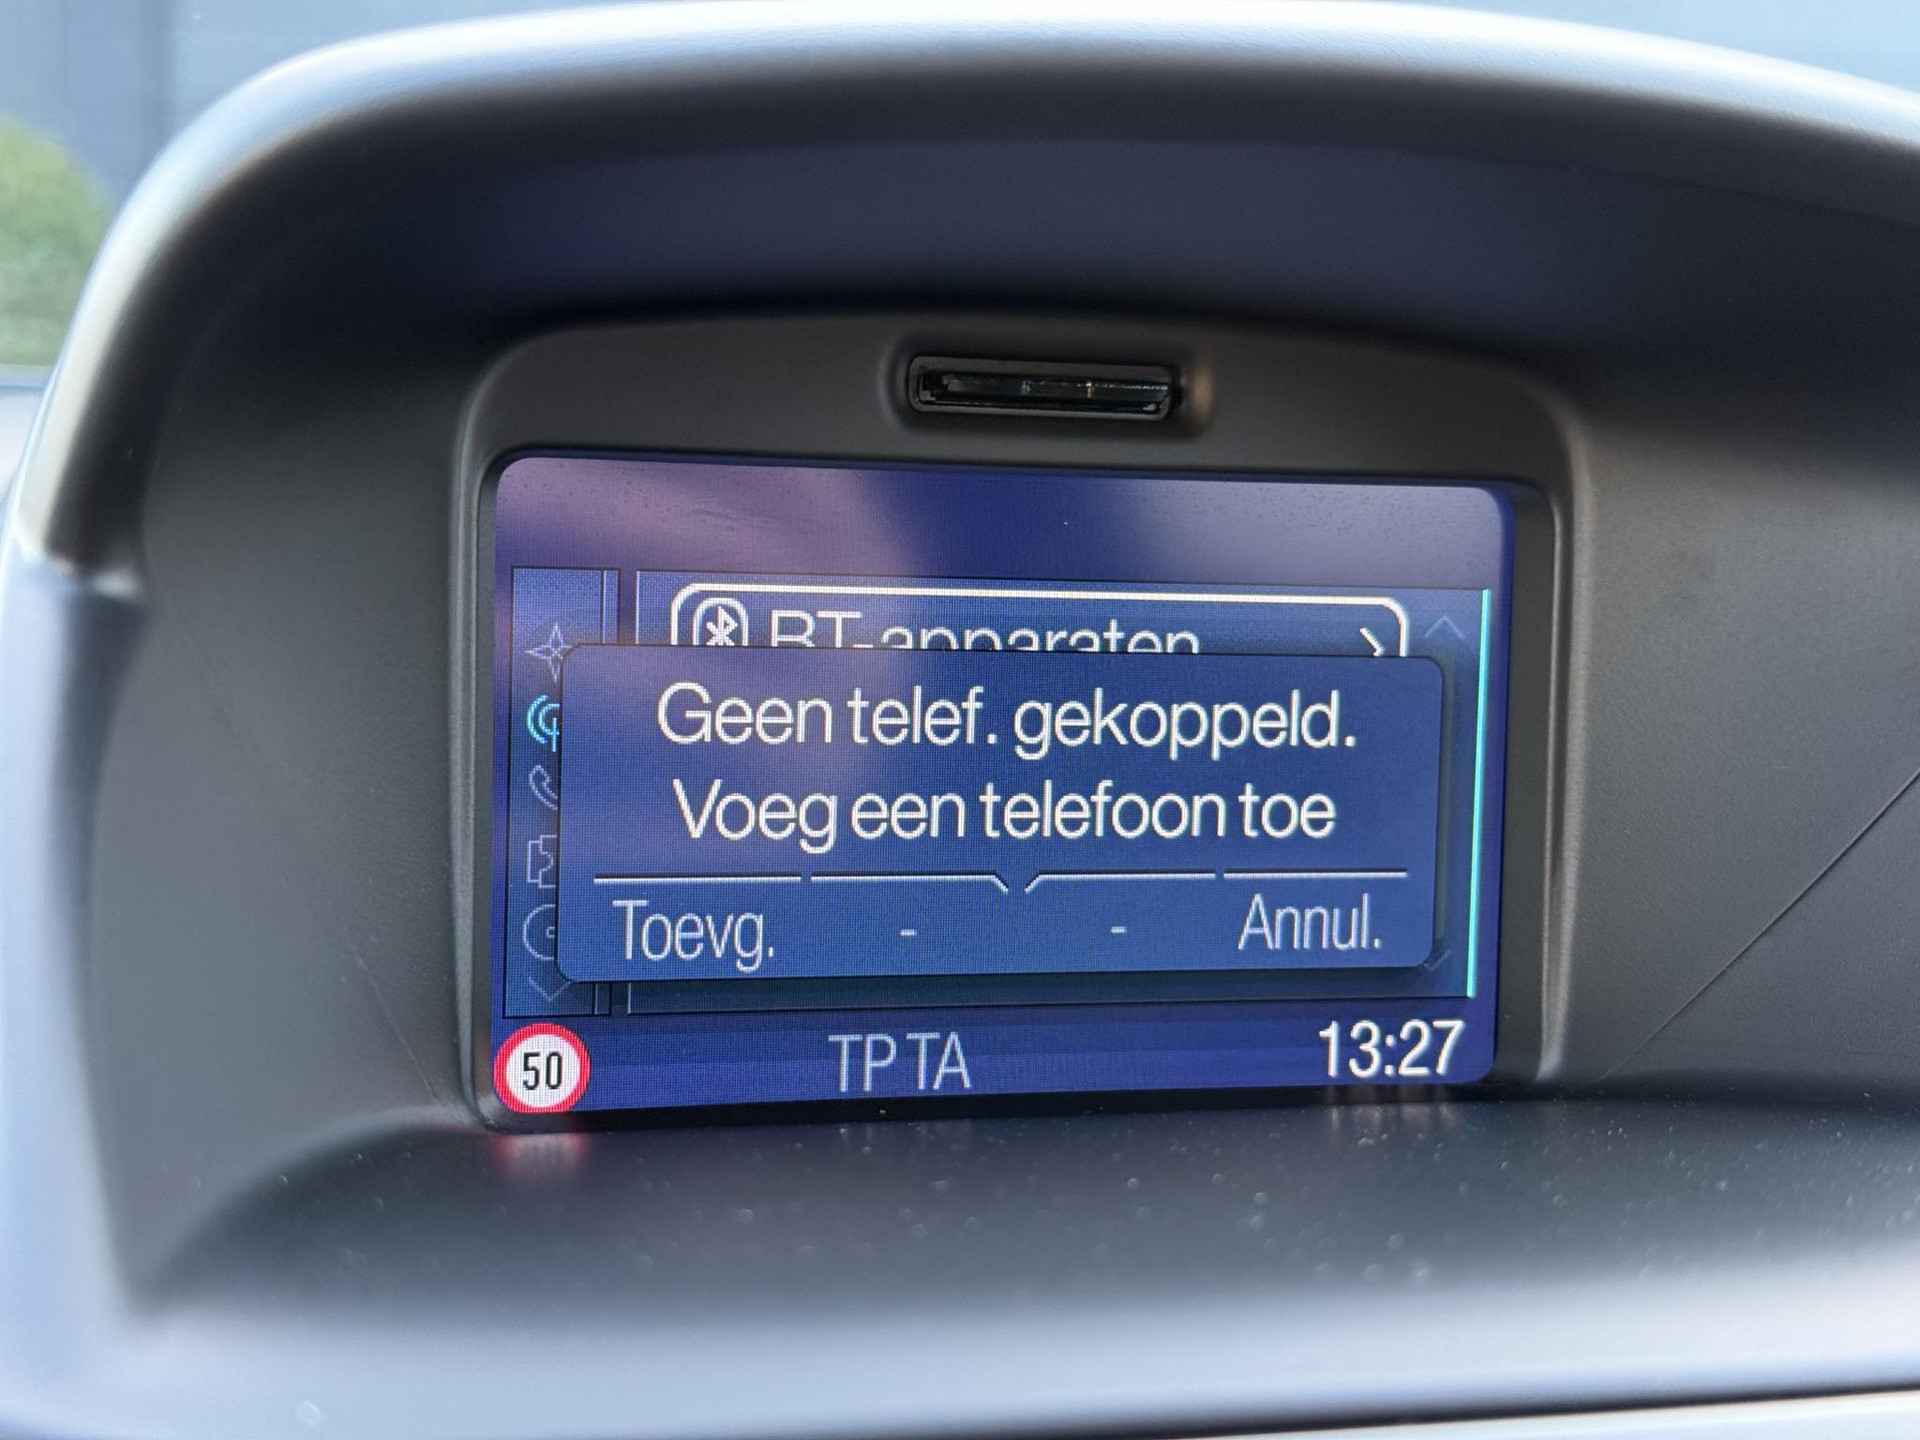 BT-apparaten
Geen telef. gekoppeld.
Voeg een telefoon toe
Toevg. - - Annul.
50 TP TA 13:27